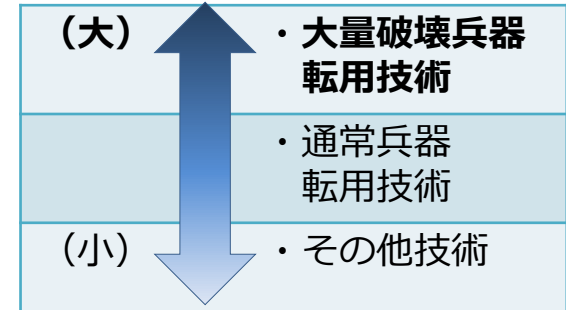 （大）
・大量破壊兵器
転用技術
・通常兵器
転用技術
（小）
・その他技術